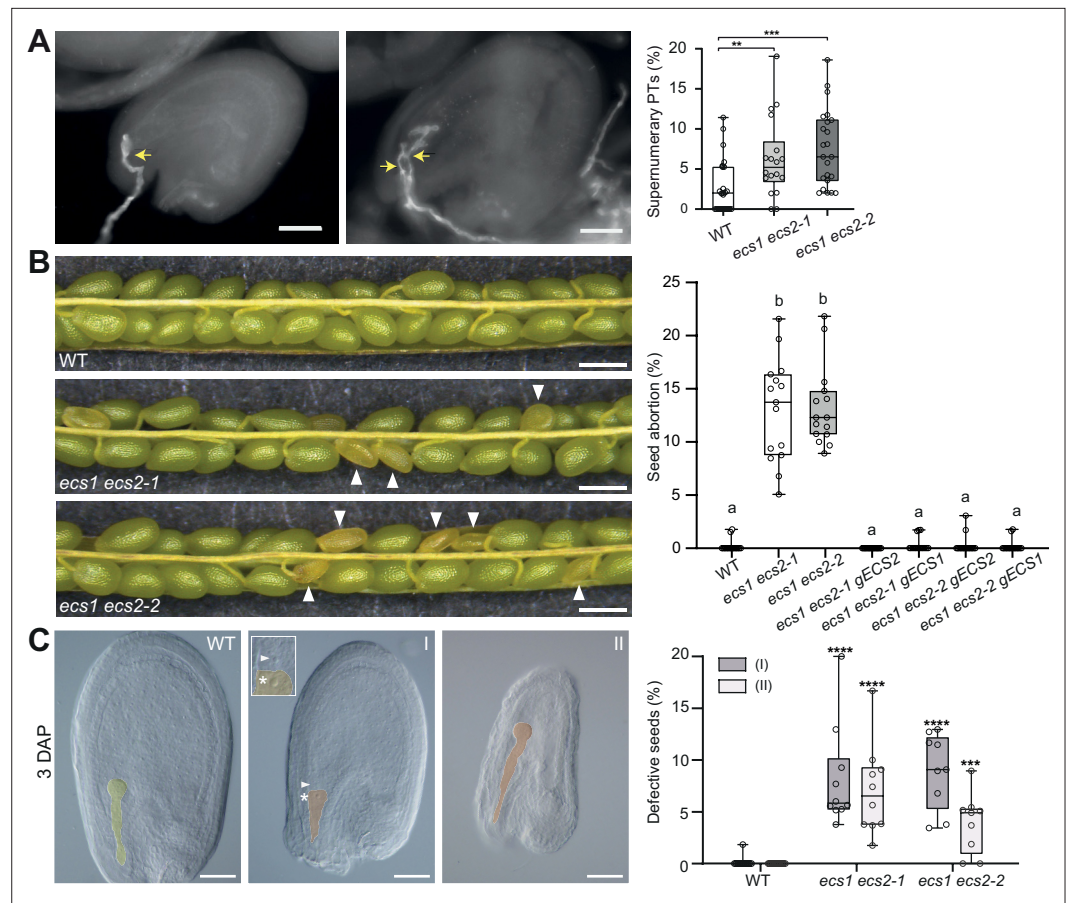 A
Supernumerary PTs (%)
20
15
10
5
0
**
***
WT
ecs1 ecs2-1
ecs1 ecs2-2
B
WT
ecs1 ecs2-1
ecs1 ecs2-2
Seed abortion (%)
25
20
15
10
5
0
a
b
b
a
a
a
a
WT
ecs1 ecs2-1
ecs1 ecs2-2
ecs1 ecs2-1 gECS2
ecs1 ecs2-1 gECS1
ecs1 ecs2-2 gECS2
ecs1 ecs2-2 gECS1
C
3 DAP
WT
*
*
I
II
Defective seeds (%)
20
15
10
5
0
(I)
(II)
****
****
****
***
WT
ecs1 ecs2-1
ecs1 ecs2-2